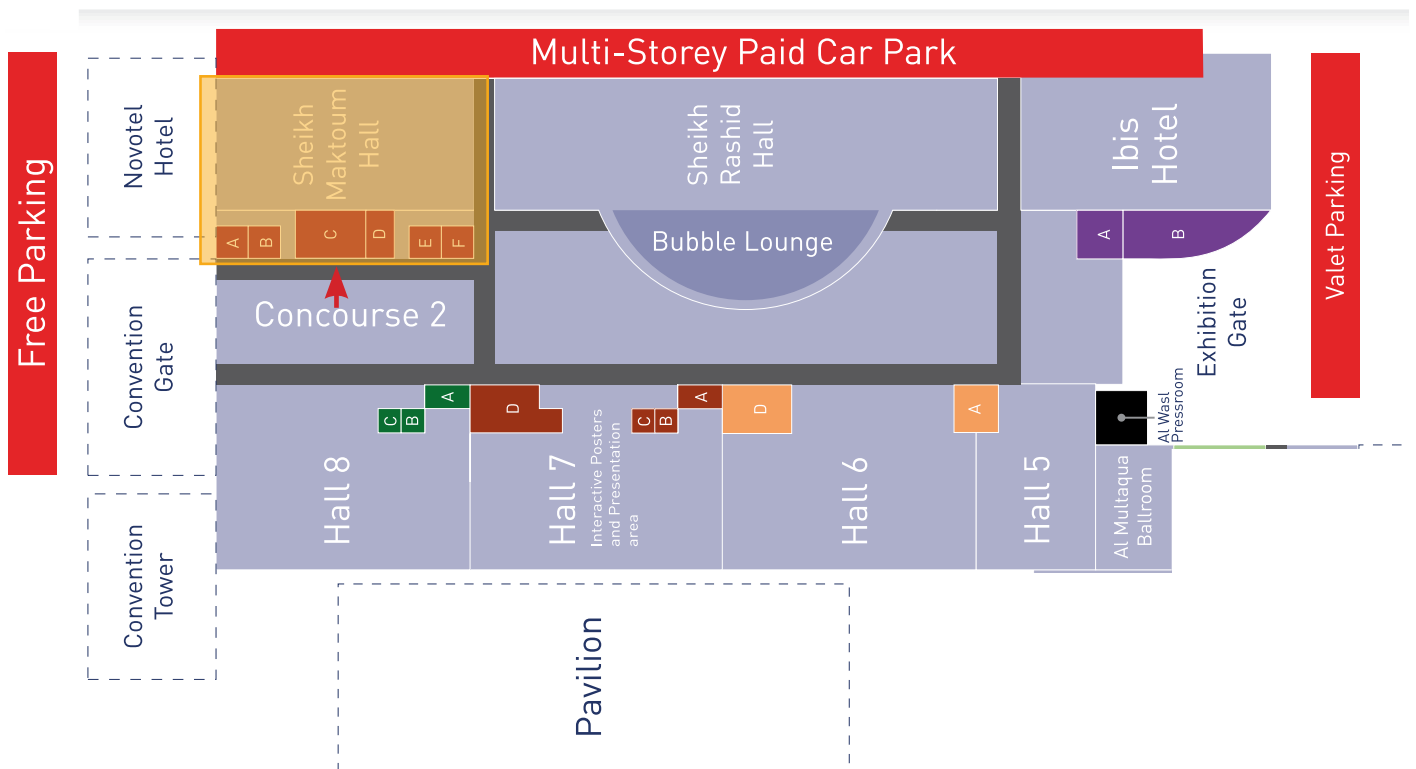 Multi-Storey Paid Car Park
Free Parking
Novotel
Hotel
Sheikh
Maktoum
Hall
Sheikh
Rashid
Hall
Ibis
Hotel
Valet Parking
A
B
C
D
E
F
Bubble Lounge
A
B
Convention
Gate
Concourse 2
Exhibition
Gate
C
B
A
D
C
B
A
D
A
Al Wasl
Pressroom
Hall 8
Hall 7
Interactive Posters
and Presentation
area
Hall 6
Hall 5
Al Multaqua
Ballroom
Convention
Tower
Pavilion